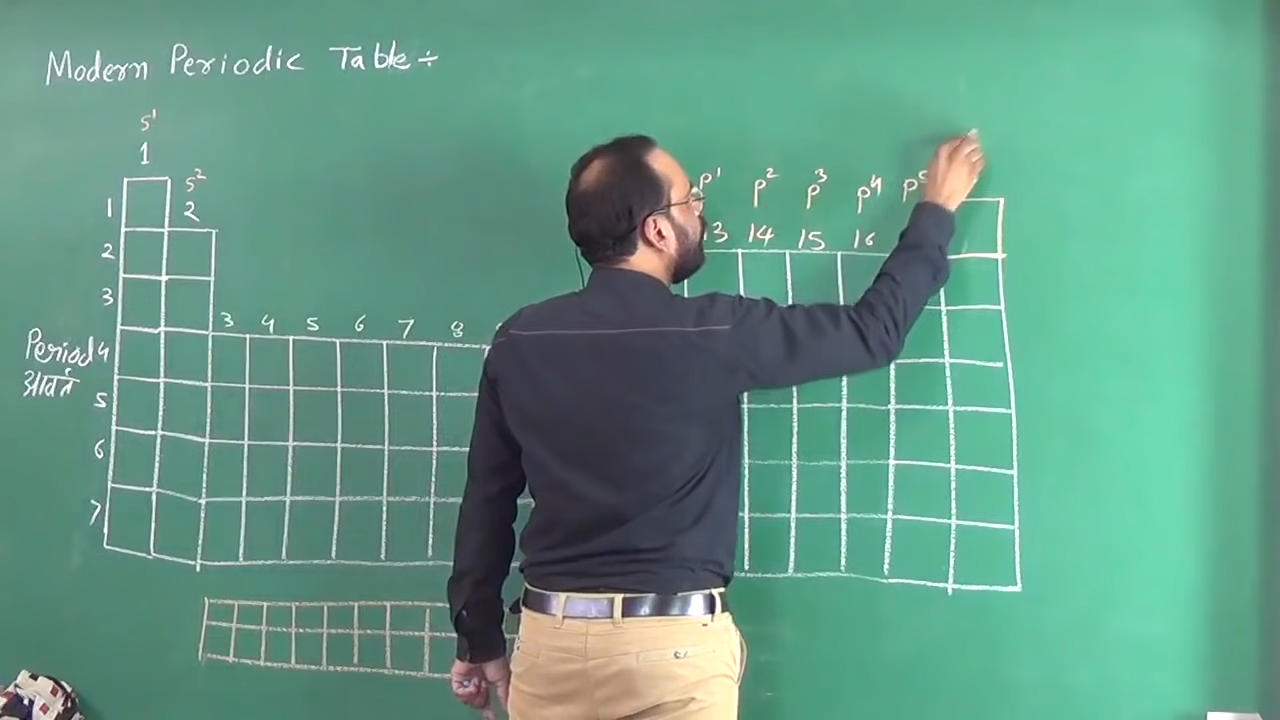 Modern Periodic Table ÷
s¹
1
s²
2
p¹ p² p³ p⁴ p⁵
13 14 15 16
3 4 5 6 7 8
1
2
3
Period 4
आवर्त
5
6
7